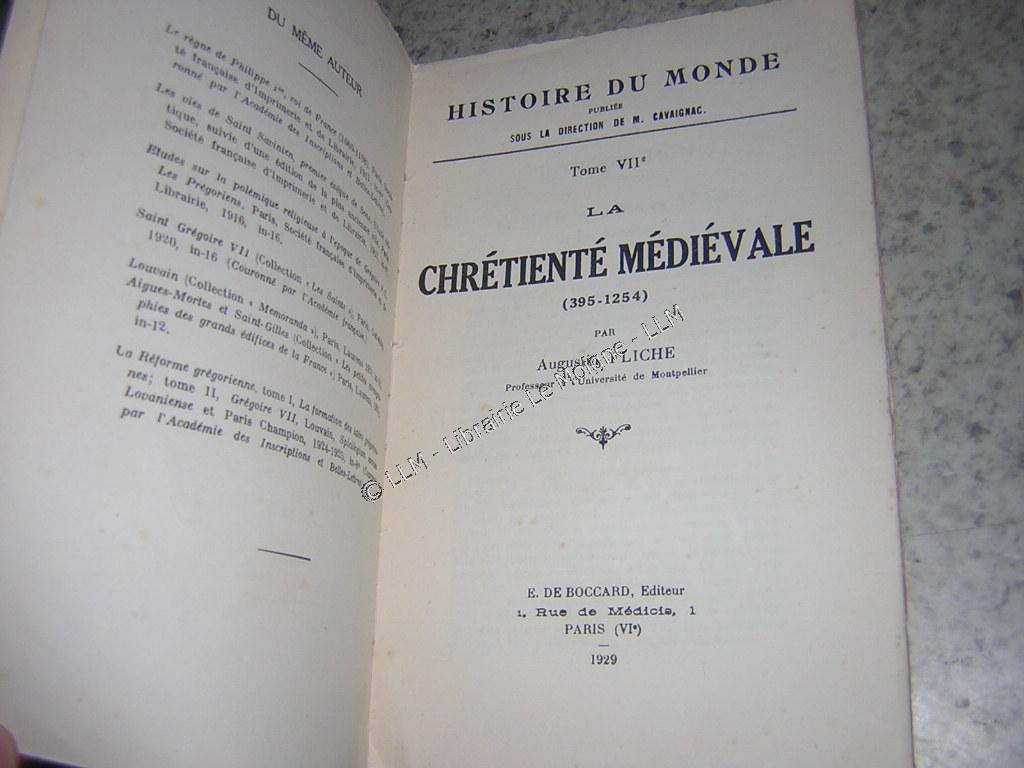 DU MÊME AUTEUR
Le règne de Philippe Ier, roi de France (1060-1108), Paris,
té française d'Imprimerie et de Librairie,
ronné par l'Académie des Inscriptions et Belles-Lettres
Les vies de Saint Savinien, premier évêque de Sens,
tique, suivie d'une édition de la plus ancienne
Société française d'Imprimerie et de Librairie,
Etudes sur la polémique religieuse à l'époque de Grégoire
Les Prégoriens. Paris, Société française d'Imprimerie et de
Librairie, 1916, in-16.
Saint Grégoire VII (Collection « Les Saints », Paris,
1920, in-16 (Couronné par l'Académie française)
Louvain (Collection « Memoranda »), Paris, Laurens
Aigues-Mortes et Saint-Gilles (Collection « Les petites
phies des grands édifices de la France ») Paris, Laurens
in-12.
La Réforme grégorienne, tome I, La formation des idées
nes; tome II, Grégoire VII, Louvain, Spicilegium
Lovaniense et Paris Champion, 1924-1925,
par l'Académie des Inscriptions et Belles-Lettres
HISTOIRE DU MONDE
PUBLIÉE
SOUS LA DIRECTION DE M. CAVAIGNAC.
Tome VIIe
LA
CHRÉTIENTÉ MÉDIÉVALE
(395-1254)
PAR
Augustin FLICHE
Professeur à l'Université de Montpellier
© LLM - Librairie Le Monde - LLM
E. DE BOCCARD, Editeur
1, Rue de Médicis, 1
PARIS (VIe)
1929